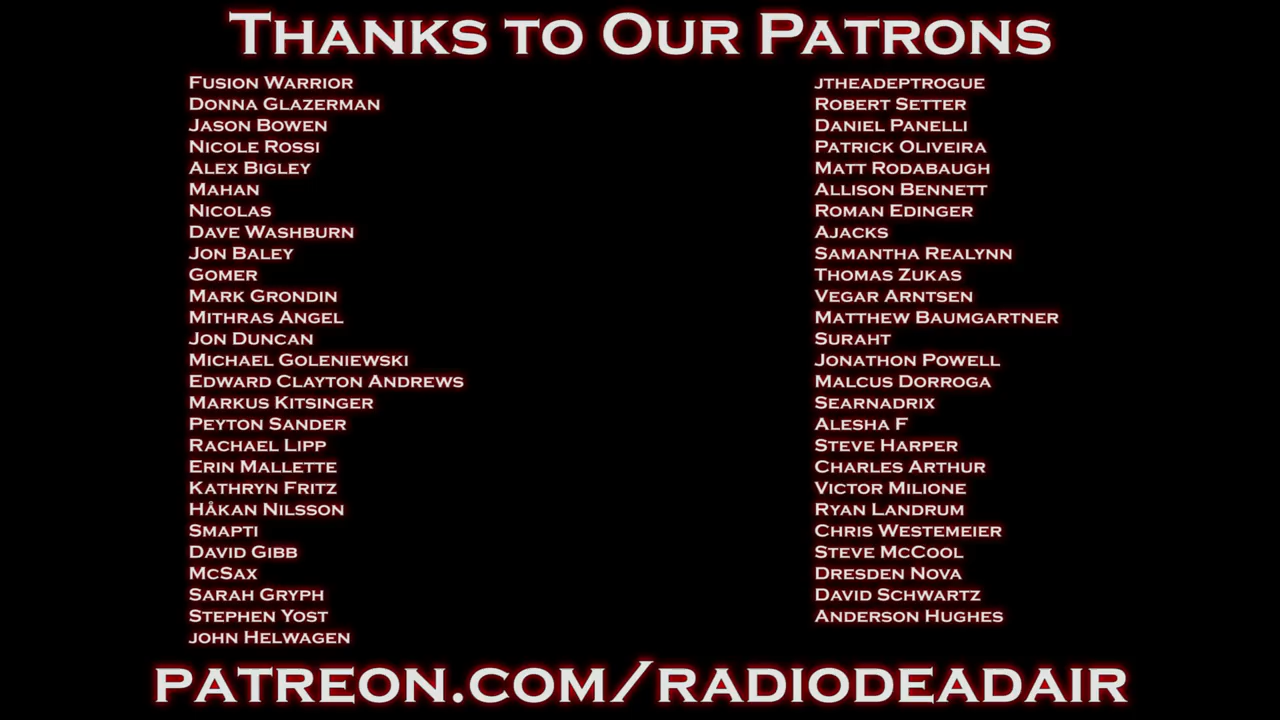 Thanks to Our Patrons
Fusion Warrior
Donna Glazerman
Jason Bowen
Nicole Rossi
Alex Bigley
Mahan
Nicolas
Dave Washburn
Jon Baley
Gomer
Mark Grondin
Mithras Angel
Jon Duncan
Michael Goleniewski
Edward Clayton Andrews
Markus Kitsinger
Peyton Sander
Rachael Lipp
Erin Mallette
Kathryn Fritz
Håkan Nilsson
Smapti
David Gibb
McSax
Sarah Gryph
Stephen Yost
john Helwagen
jtheadeptrogue
Robert Setter
Daniel Panelli
Patrick Oliveira
Matt Rodabaugh
Allison Bennett
Roman Edinger
Ajacks
Samantha Realynn
Thomas Zukas
Vegar Arntsen
Matthew Baumgartner
Suraht
Jonathon Powell
Malcus Dorroga
Searnadrix
Alesha F
Steve Harper
Charles Arthur
Victor Milione
Ryan Landrum
Chris Westemeier
Steve McCool
Dresden Nova
David Schwartz
Anderson Hughes
patreon.com/radiodeadair